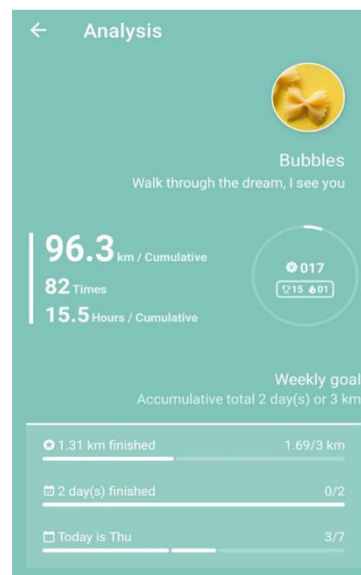 Analysis
Bubbles
Walk through the dream, I see you
96.3 km / Cumulative
82 Times
15.5 Hours / Cumulative
017
15 01
Weekly goal
Accumulative total 2 day(s) or 3 km
1.31 km finished 1.69/3 km
2 day(s) finished 0/2
Today is Thu 3/7